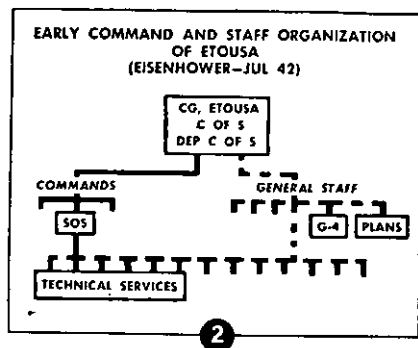 EARLY COMMAND AND STAFF ORGANIZATION
OF ETOUSA
(EISENHOWER–JUL 42)
CG, ETOUSA
C OF S
DEP C OF S
COMMANDS
GENERAL STAFF
SOS
G-4
PLANS
TECHNICAL SERVICES
2